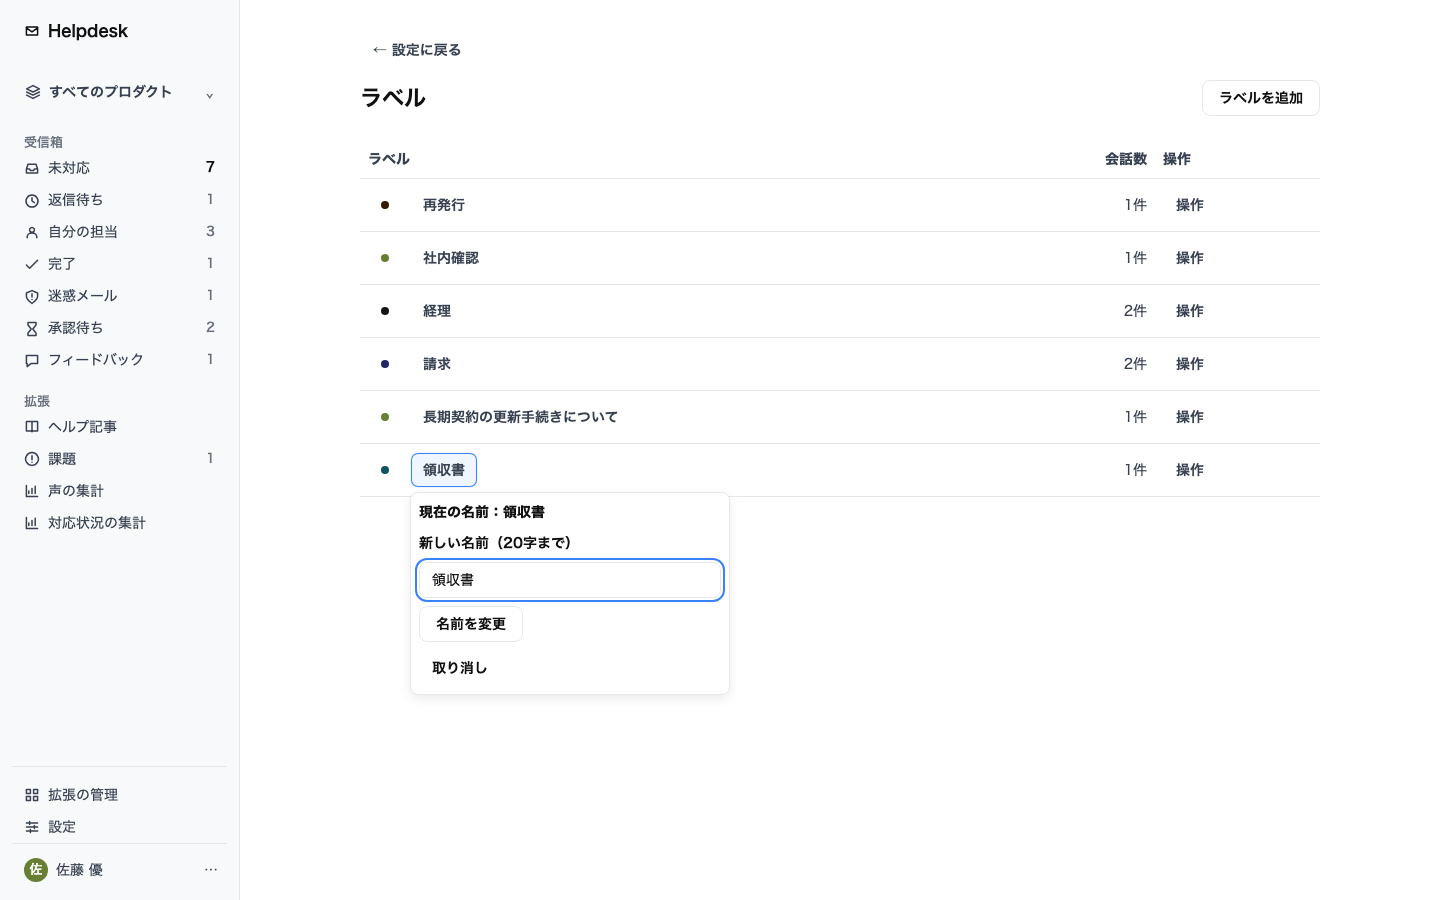 Helpdesk
すべてのプロダクト
受信箱
未対応 7
返信待ち 1
自分の担当 3
完了 1
迷惑メール 1
承認待ち 2
フィードバック 1
拡張
ヘルプ記事
課題 1
声の集計
対応状況の集計
拡張の管理
設定
佐 佐藤 優 …
← 設定に戻る
ラベル
ラベルを追加
ラベル 会話数 操作
再発行 1件 操作
社内確認 1件 操作
経理 2件 操作
請求 2件 操作
長期契約の更新手続きについて 1件 操作
領収書 1件 操作
現在の名前：領収書
新しい名前（20字まで）
領収書
名前を変更
取り消し